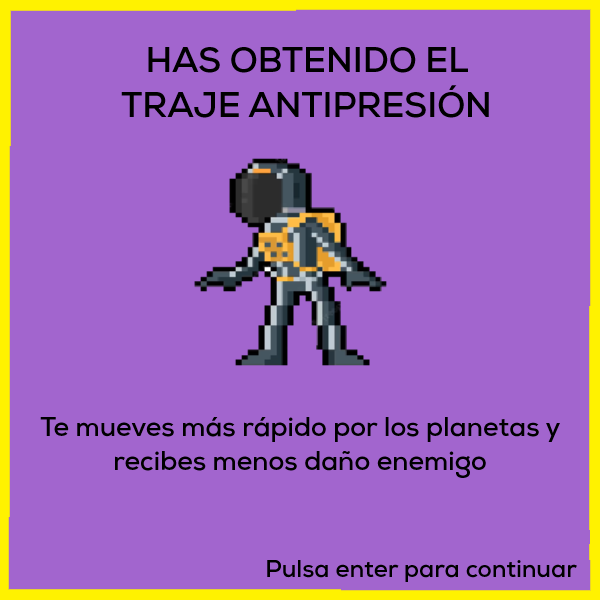 HAS OBTENIDO EL
TRAJE ANTIPRESIÓN
Te mueves más rápido por los planetas y
recibes menos daño enemigo
Pulsa enter para continuar